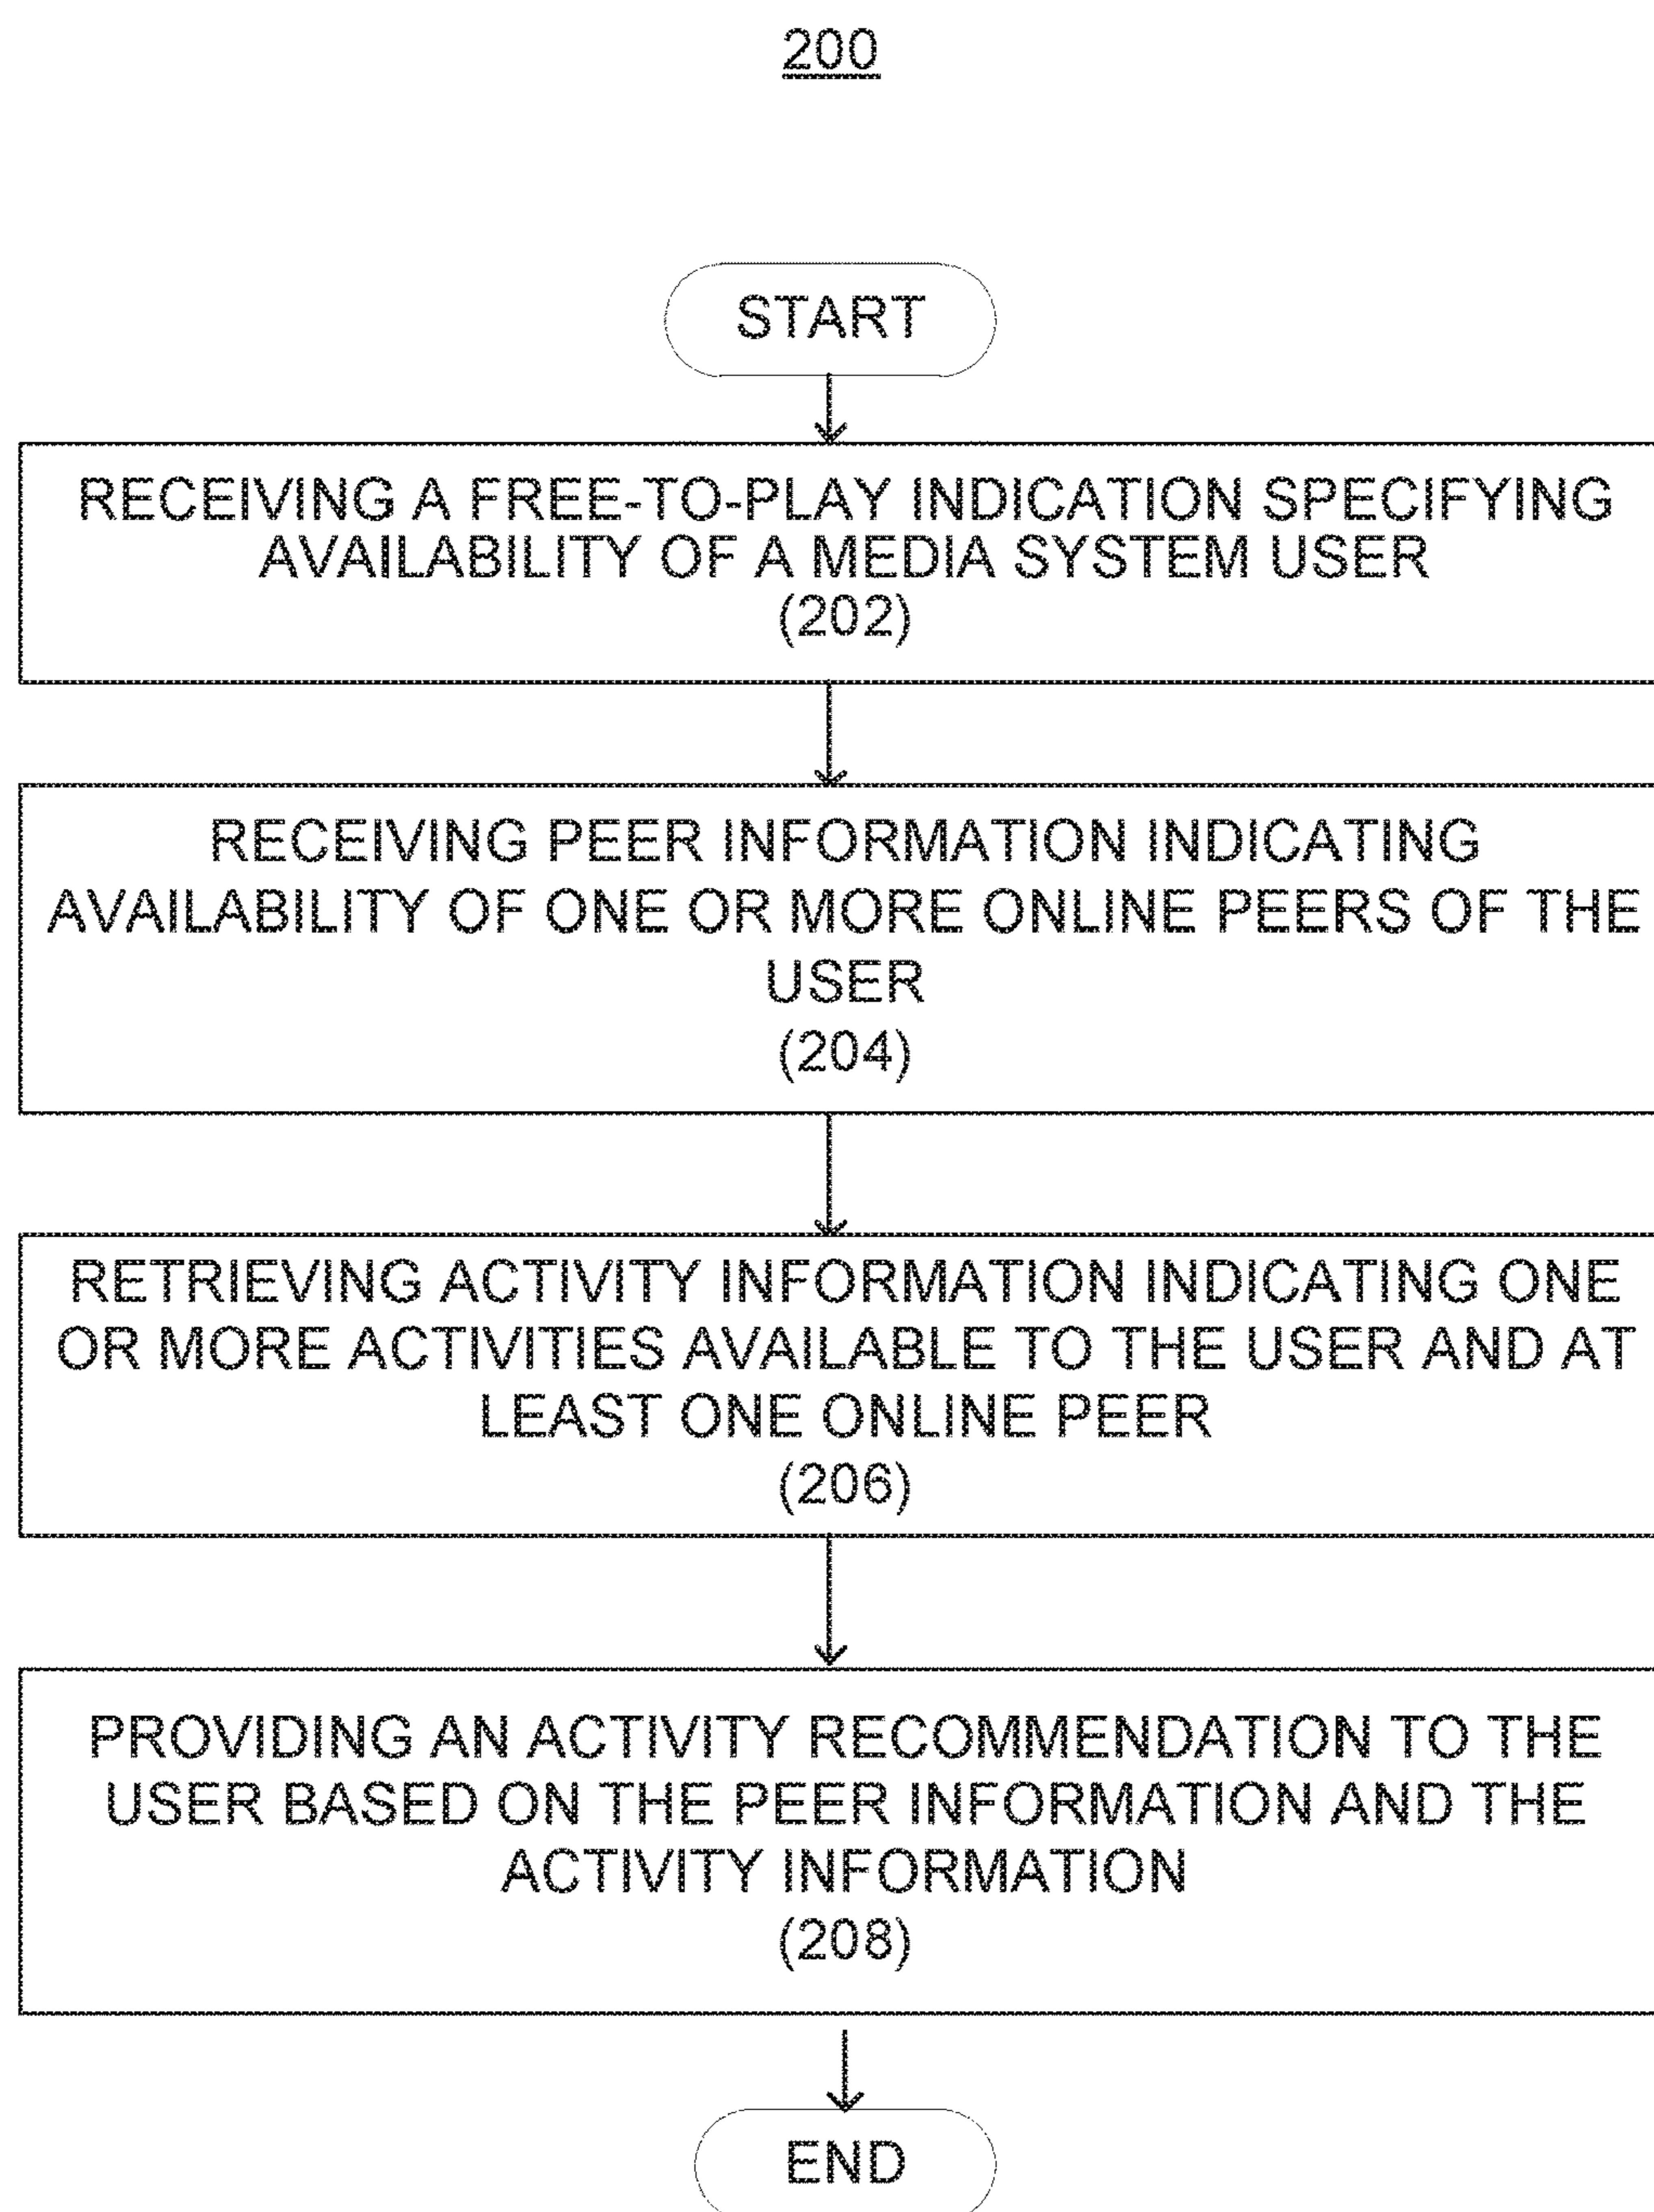 200
START
RECEIVING A FREE-TO-PLAY INDICATION SPECIFYING
AVAILABILITY OF A MEDIA SYSTEM USER
(202)
RECEIVING PEER INFORMATION INDICATING
AVAILABILITY OF ONE OR MORE ONLINE PEERS OF THE
USER
(204)
RETRIEVING ACTIVITY INFORMATION INDICATING ONE
OR MORE ACTIVITIES AVAILABLE TO THE USER AND AT
LEAST ONE ONLINE PEER
(206)
PROVIDING AN ACTIVITY RECOMMENDATION TO THE
USER BASED ON THE PEER INFORMATION AND THE
ACTIVITY INFORMATION
(208)
END